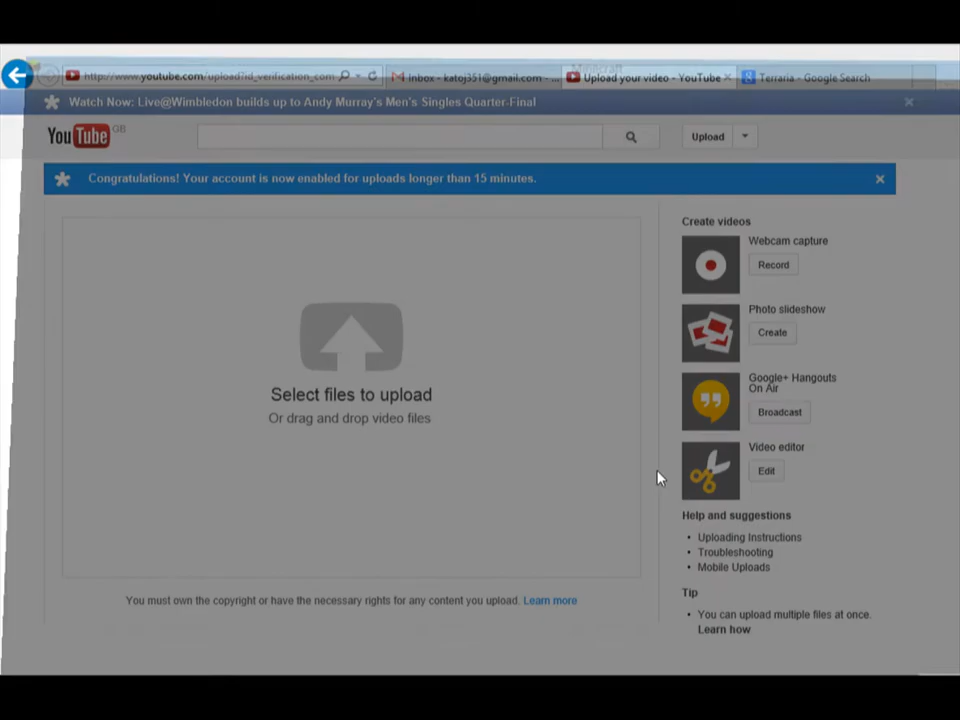 http://www.youtube.com/upload?id_verification_com
Inbox - katoj351@gmail.com - ...
Upload your video - YouTube
Terraria - Google Search
Watch Now: Live@Wimbledon builds up to Andy Murray's Men's Singles Quarter-Final
YouTube GB
Upload
Congratulations! Your account is now enabled for uploads longer than 15 minutes.
Create videos
Webcam capture
Record
Photo slideshow
Create
Google+ Hangouts
On Air
Broadcast
Video editor
Edit
Select files to upload
Or drag and drop video files
Help and suggestions
• Uploading Instructions
• Troubleshooting
• Mobile Uploads
Tip
• You can upload multiple files at once.
Learn how
You must own the copyright or have the necessary rights for any content you upload. Learn more